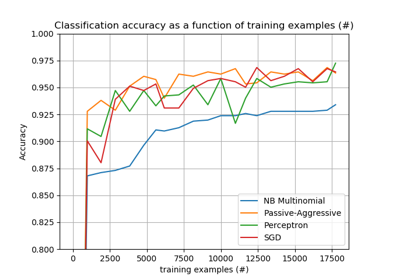 Classification accuracy as a function of training examples (#)
1.000
0.975
0.950
0.925
0.900
0.875
0.850
0.825
0.800
Accuracy
NB Multinomial
Passive-Aggressive
Perceptron
SGD
0 2500 5000 7500 10000 12500 15000 17500
training examples (#)